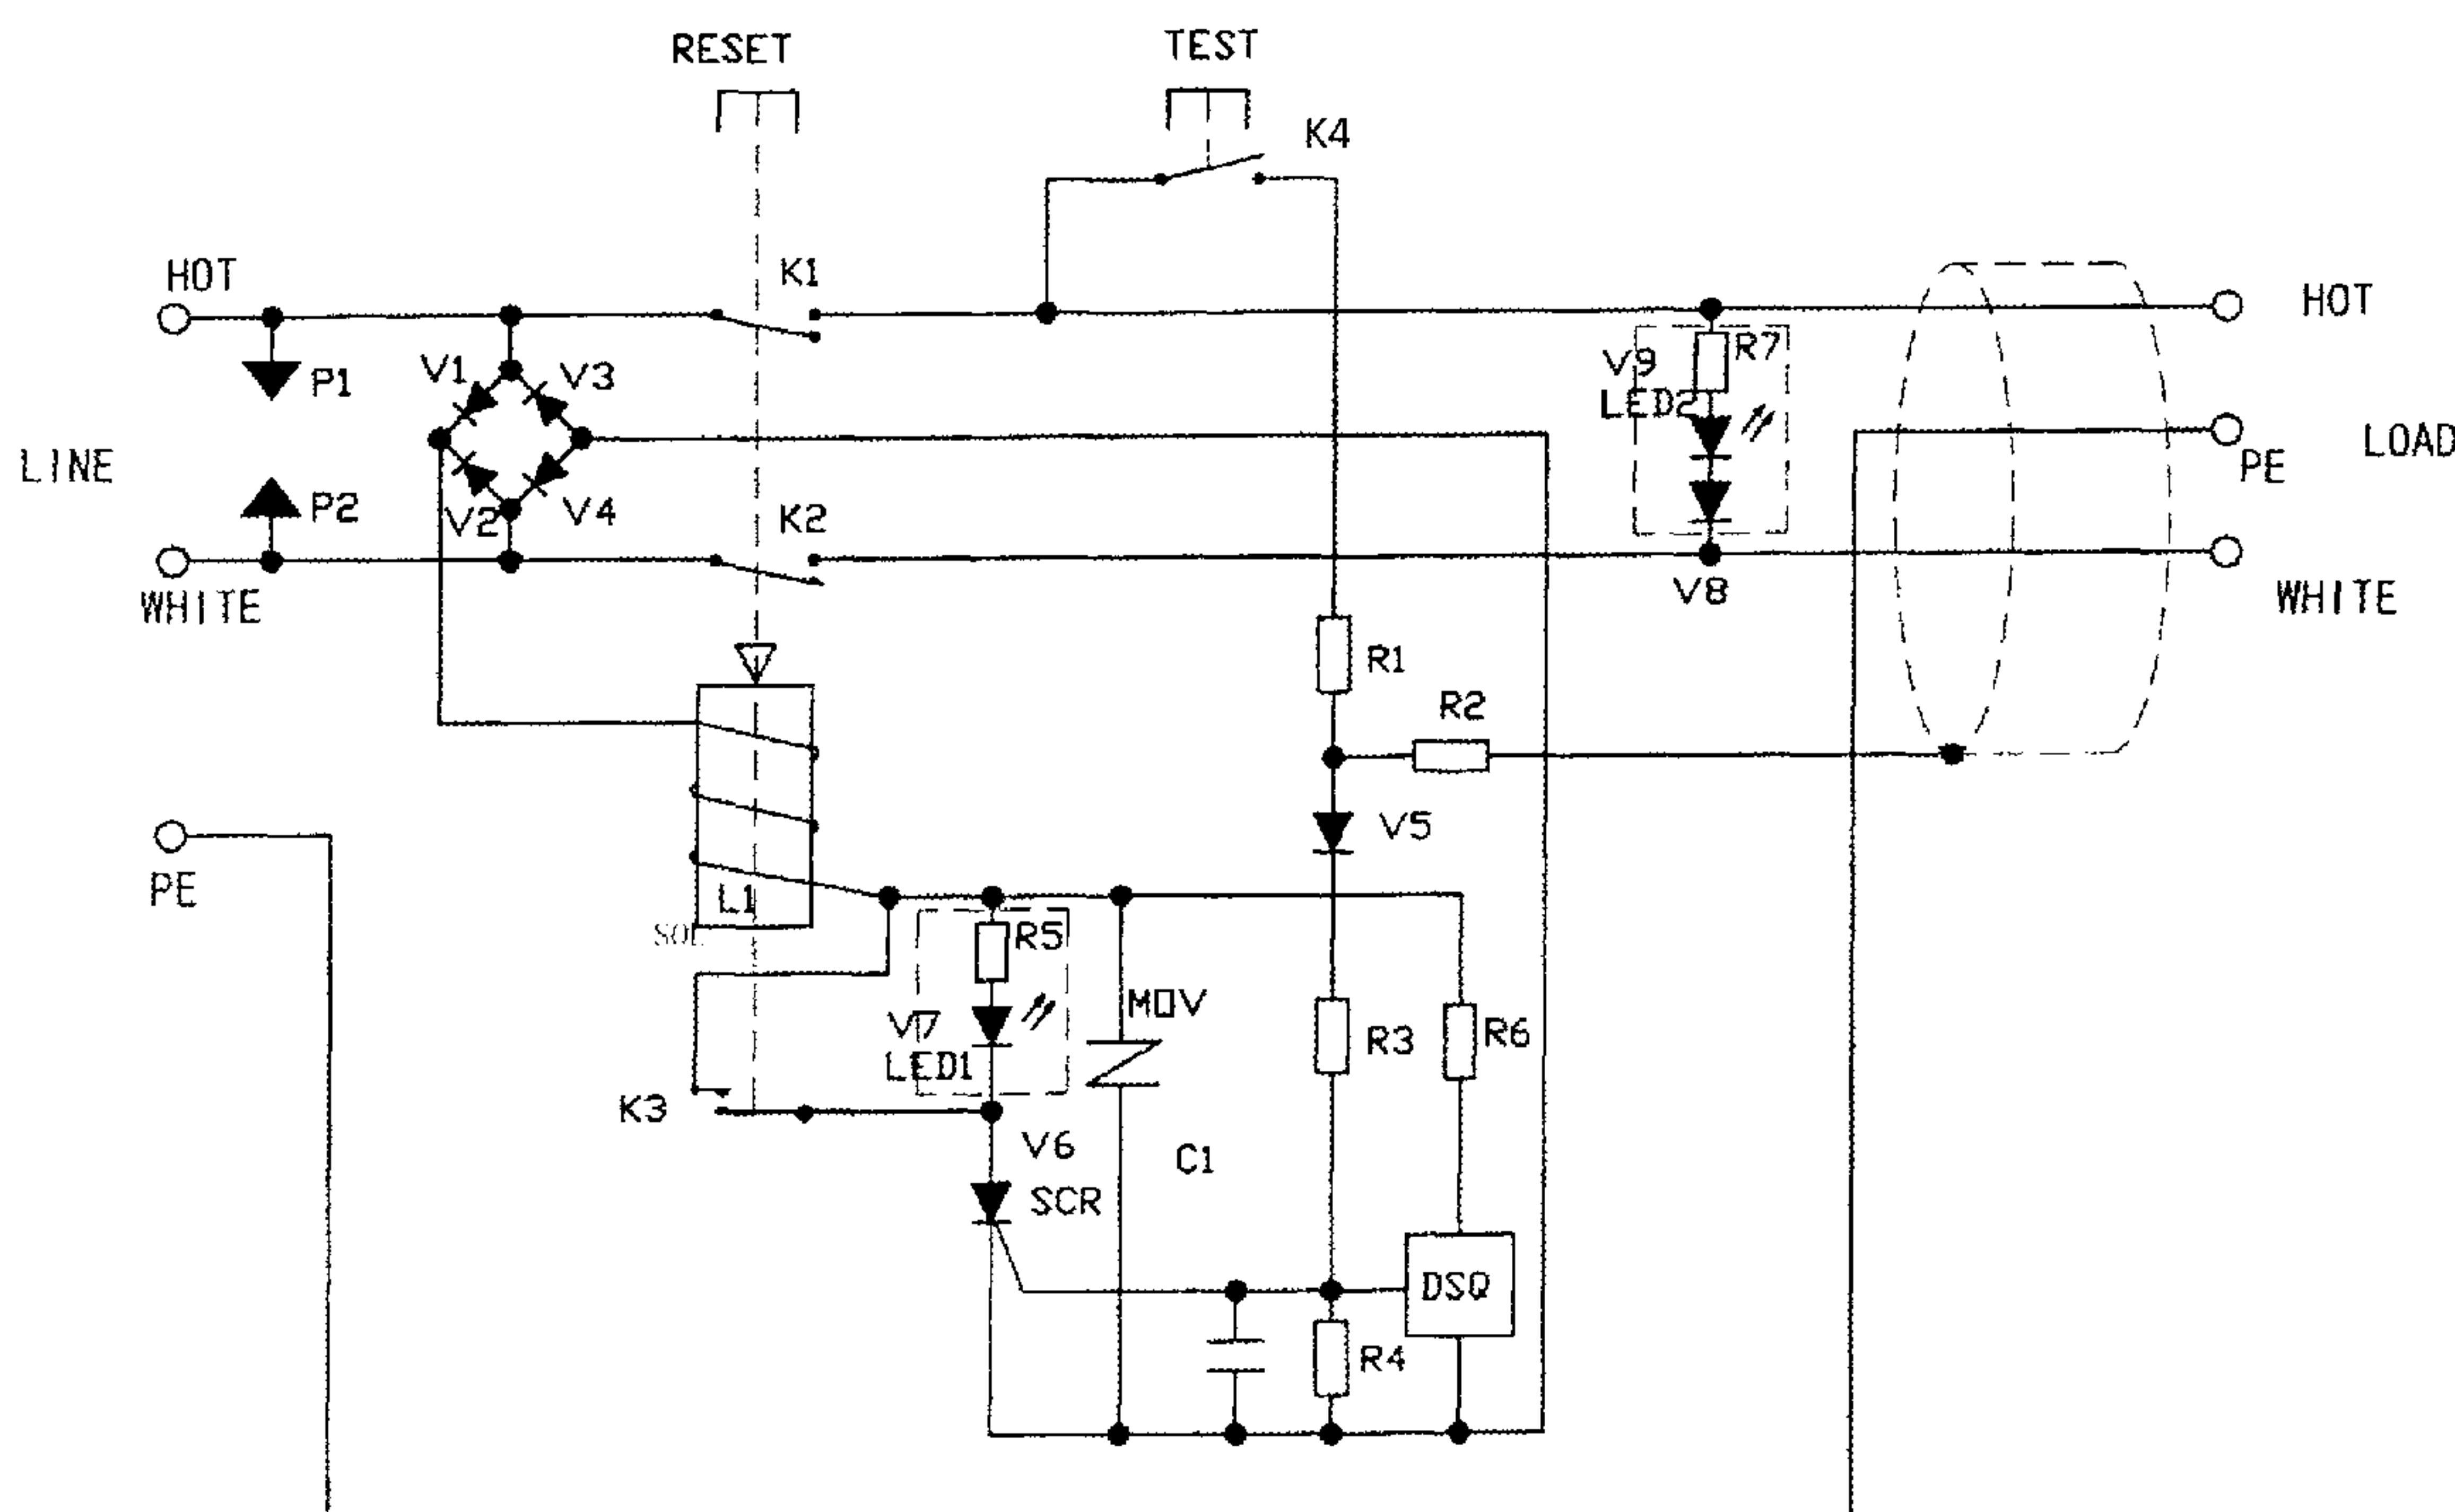 RESET
TEST
K4
HOT
K1
HOT
V1
V3
P1
V9
R7
LED2
LINE
LOAD
PE
P2
V2
V4
K2
WHITE
V8
WHITE
R1
R2
PE
V5
L1
SOL
R5
MOV
V7
LED1
R3
R6
K3
V6
C1
SCR
DSQ
R4